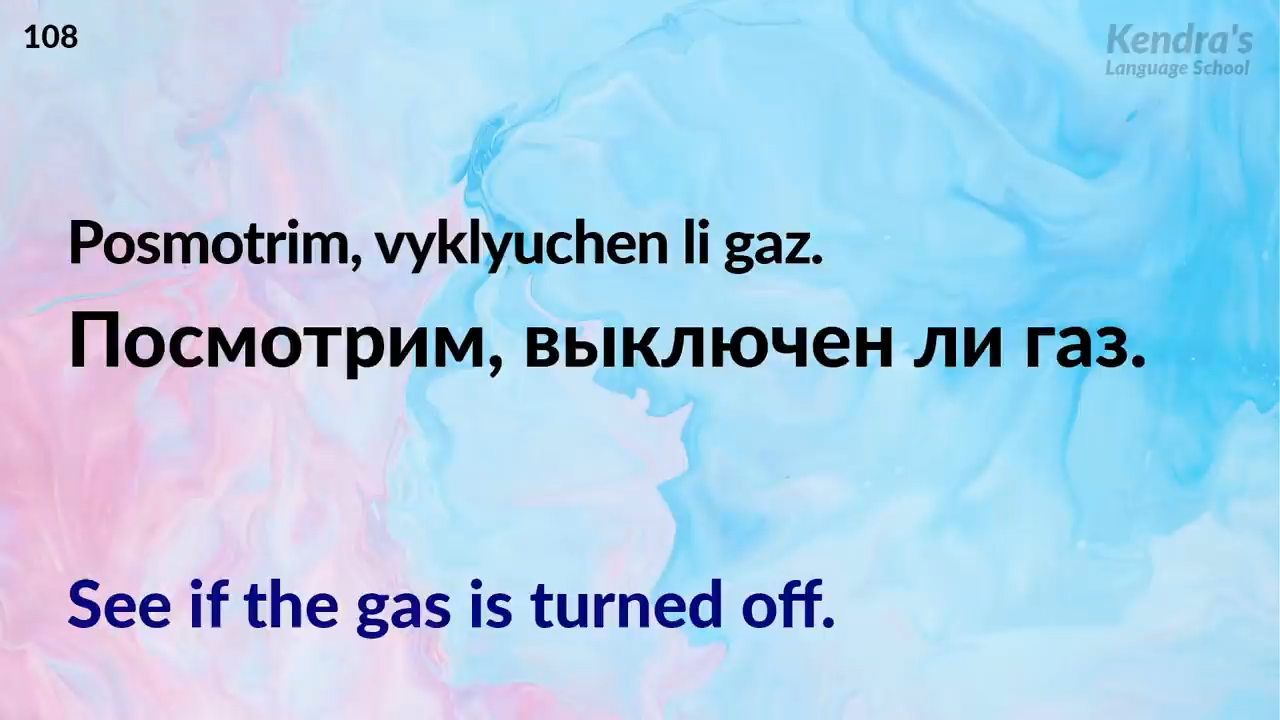 108
Kendra's
Language School
Posmotrim, vyklyuchen li gaz.
Посмотрим, выключен ли газ.
See if the gas is turned off.